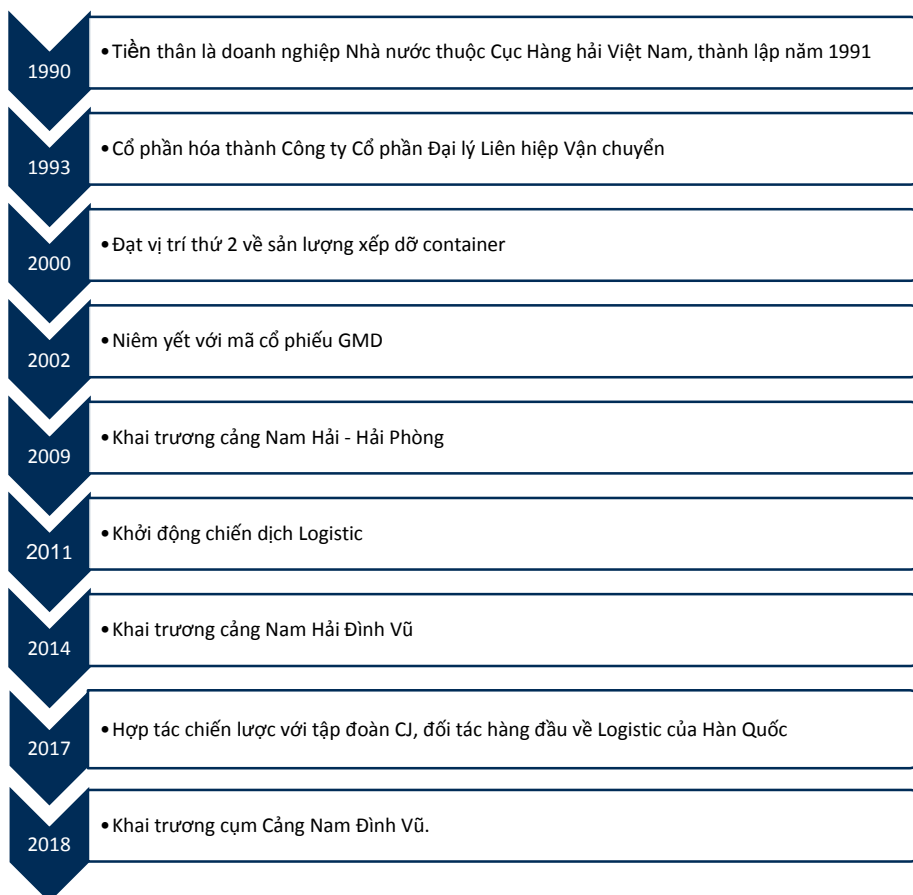 1990
•Tiền thân là doanh nghiệp Nhà nước thuộc Cục Hàng hải Việt Nam, thành lập năm 1991
1993
•Cổ phần hóa thành Công ty Cổ phần Đại lý Liên hiệp Vận chuyển
2000
•Đạt vị trí thứ 2 về sản lượng xếp dỡ container
2002
•Niêm yết với mã cổ phiếu GMD
2009
•Khai trương cảng Nam Hải - Hải Phòng
2011
•Khởi động chiến dịch Logistic
2014
•Khai trương cảng Nam Hải Đình Vũ
2017
•Hợp tác chiến lược với tập đoàn CJ, đối tác hàng đầu về Logistic của Hàn Quốc
2018
•Khai trương cụm Cảng Nam Đình Vũ.